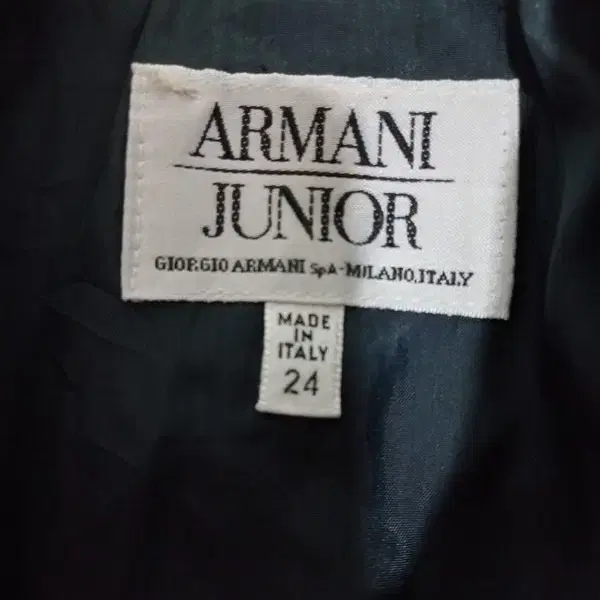 ARMANI
JUNIOR
GIORGIO ARMANI SpA-MILANO,ITALY
MADE
IN
ITALY
24